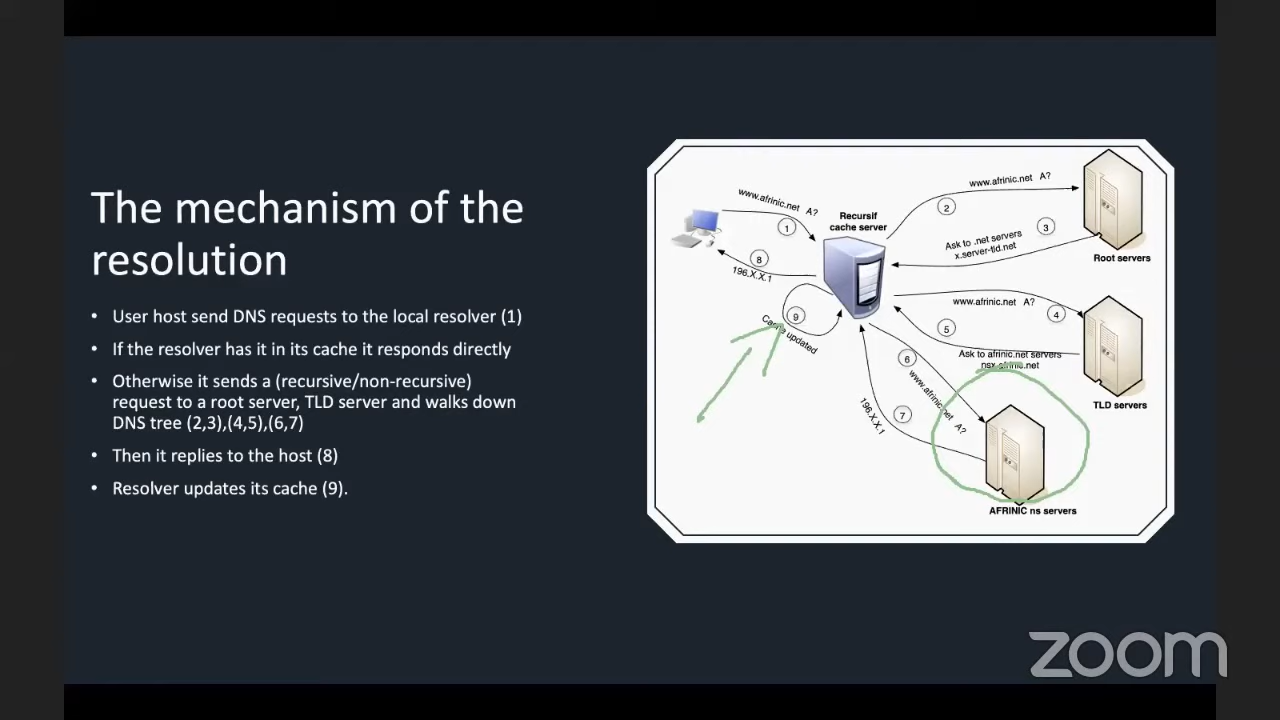 The mechanism of the
resolution
• User host send DNS requests to the local resolver (1)
• If the resolver has it in its cache it responds directly
• Otherwise it sends a (recursive/non-recursive)
request to a root server, TLD server and walks down
DNS tree (2,3),(4,5),(6,7)
• Then it replies to the host (8)
• Resolver updates its cache (9).
www.afrinic.net A?
1
8
196.X.X.1
Recursif
cache server
9
Cache updated
www.afrinic.net A?
2
3
Ask to .net servers
x.server-tld.net
Root servers
www.afrinic.net A?
4
5
Ask to afrinic.net servers
nsx.afrinic.net
TLD servers
6
www.afrinic.net A?
7
196.X.X.1
AFRINIC ns servers
zoom